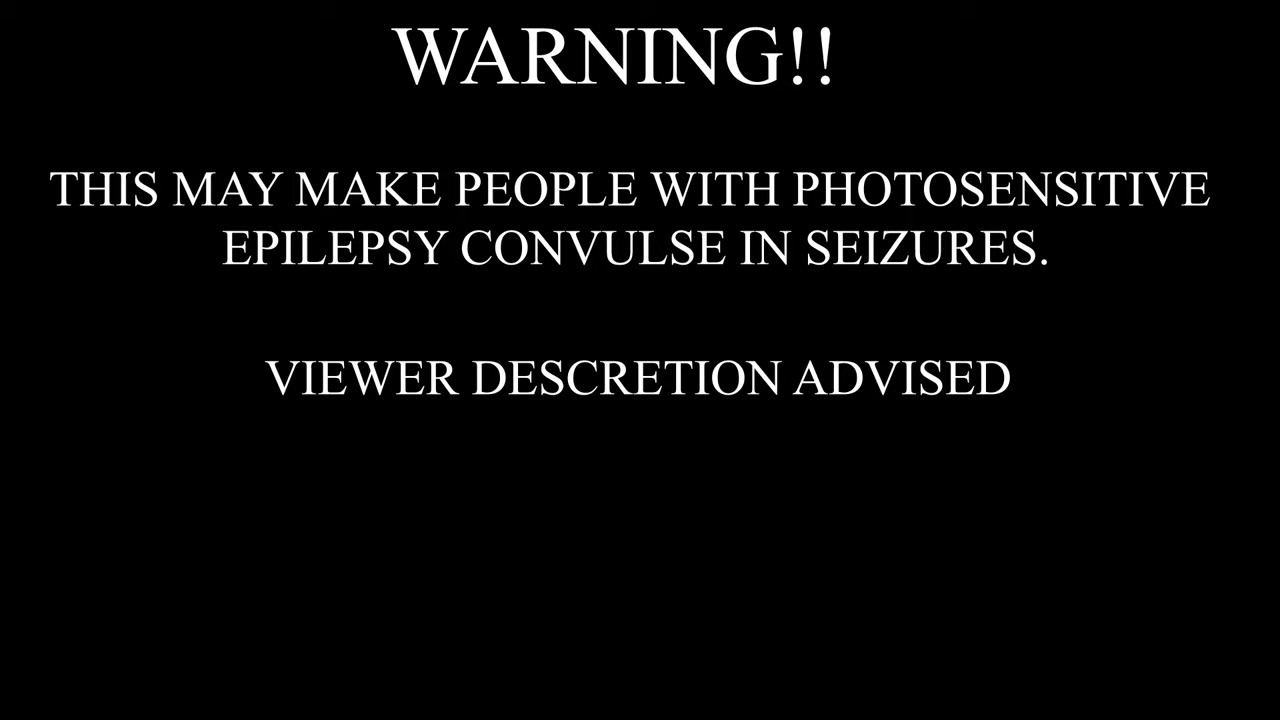 WARNING!!
THIS MAY MAKE PEOPLE WITH PHOTOSENSITIVE
EPILEPSY CONVULSE IN SEIZURES.
VIEWER DESCRETION ADVISED